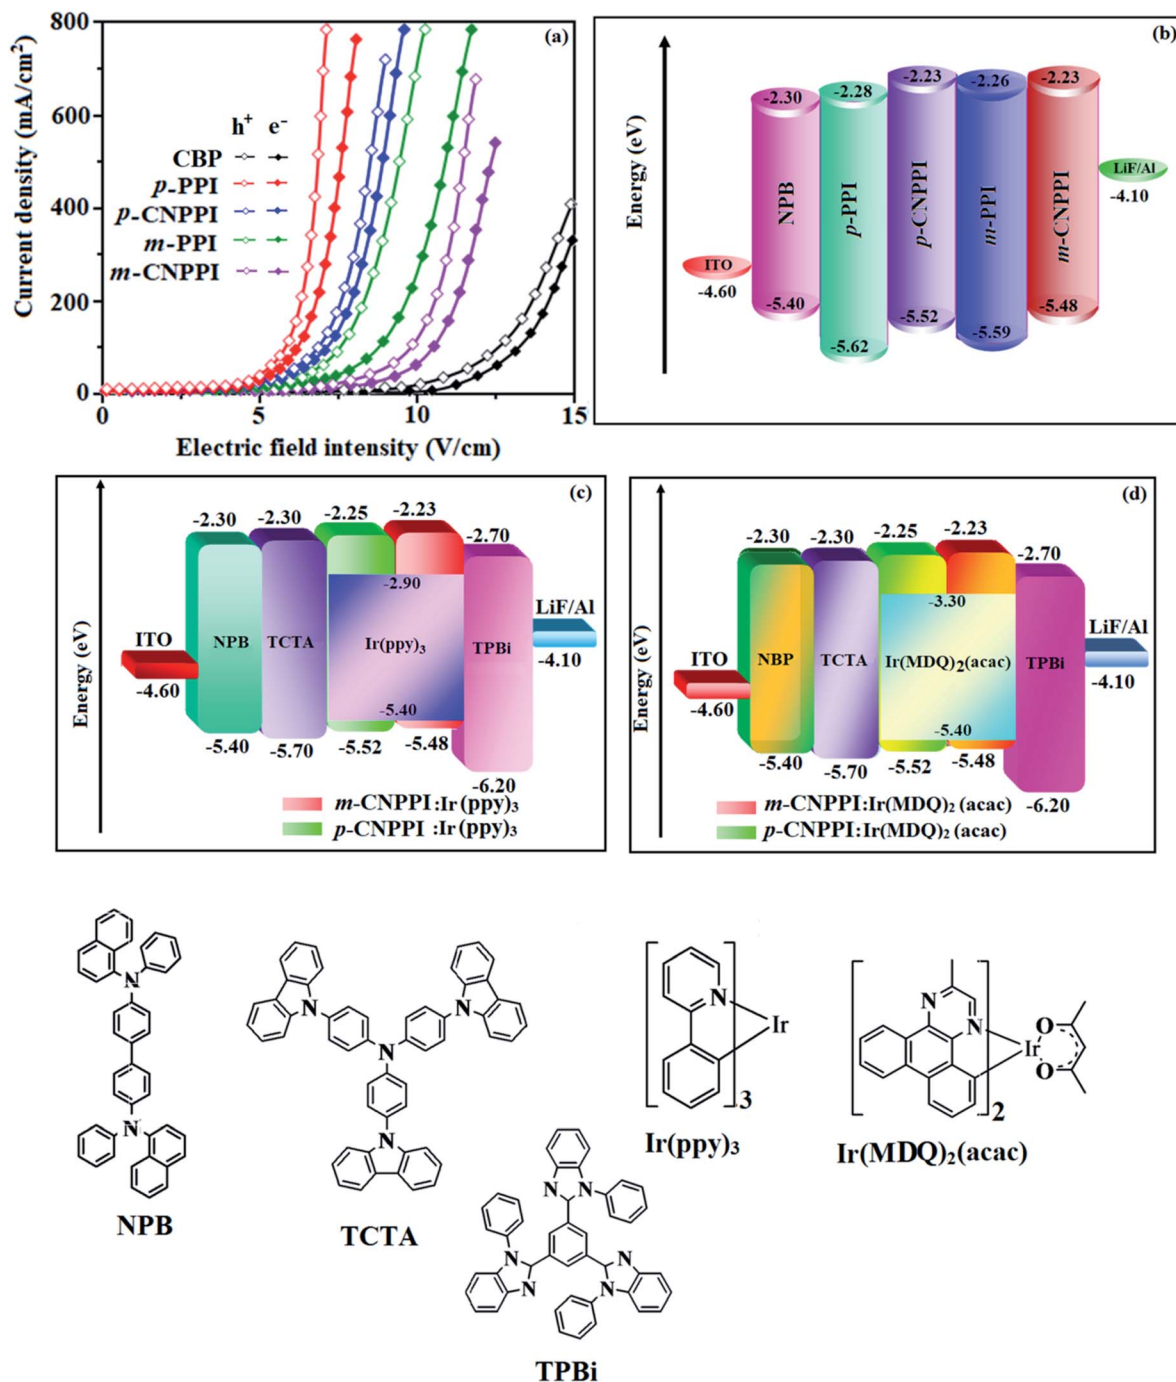 (a)
Current density (mA/cm²)
800
600
400
200
0
0 5 10 15
Electric field intensity (V/cm)
h⁺ e⁻
CBP
p-PPI
p-CNPPI
m-PPI
m-CNPPI
(b)
Energy (eV)
ITO
-4.60
-2.30
NPB
-5.40
-2.28
p-PPI
-5.62
-2.23
p-CNPPI
-5.52
-2.26
m-PPI
-5.59
-2.23
m-CNPPI
-5.48
LiF/Al
-4.10
(c)
Energy (eV)
-2.30 -2.30 -2.25 -2.23
-2.70
-2.90
ITO
NPB
TCTA
Ir(ppy)₃
TPBi
LiF/Al
-4.10
-4.60
-5.40
-5.40 -5.70 -5.52 -5.48
-6.20
m-CNPPI:Ir(ppy)₃
p-CNPPI :Ir(ppy)₃
(d)
Energy (eV)
-2.30 -2.30 -2.25 -2.23
-2.70
-3.30
ITO
NBP
TCTA
Ir(MDQ)₂(acac)
TPBi
LiF/Al
-4.10
-4.60
-5.40
-5.40 -5.70 -5.52 -5.48
-6.20
m-CNPPI:Ir(MDQ)₂(acac)
p-CNPPI:Ir(MDQ)₂(acac)
N
N
NPB
N
N
N
N
TCTA
N
Ir
3
Ir(ppy)₃
N
N
Ir
O
O
2
Ir(MDQ)₂(acac)
N
N
N
N
N
N
TPBi